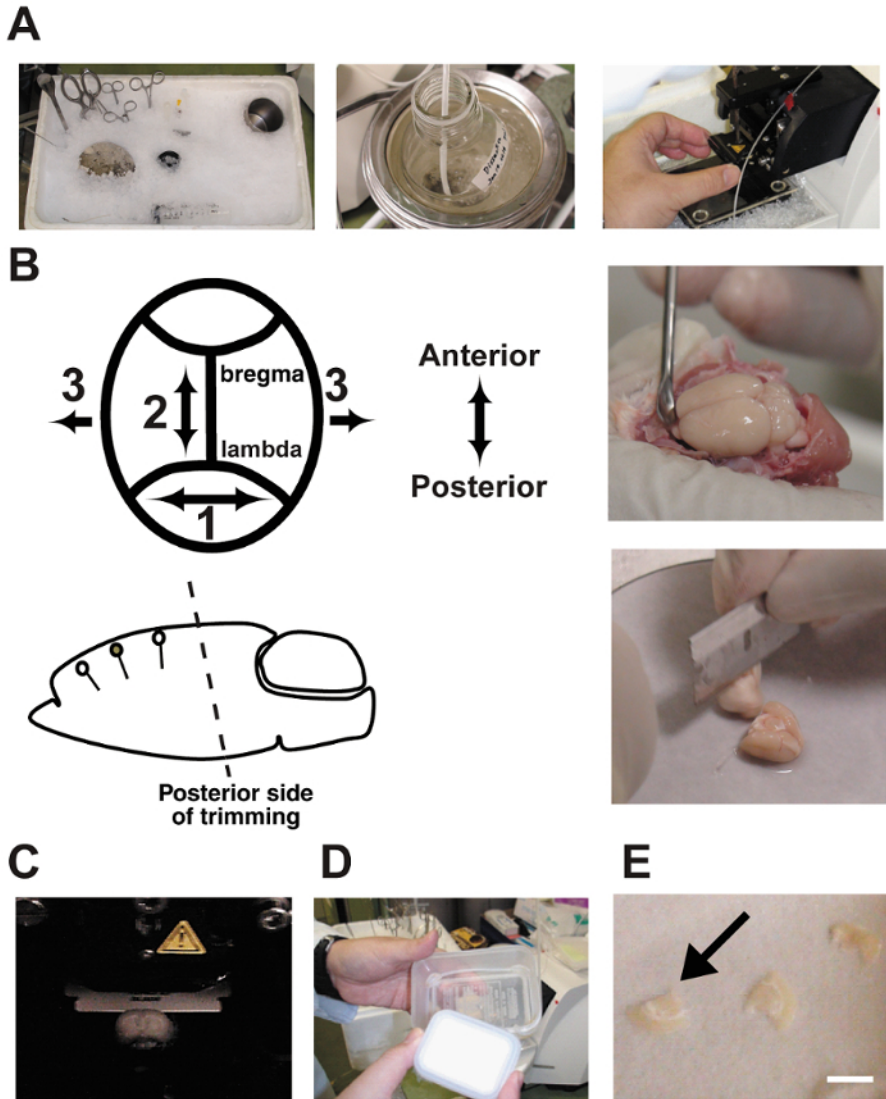 A
B
3
2
bregma
3
lambda
1
Anterior
Posterior
Posterior side
of trimming
C
D
E